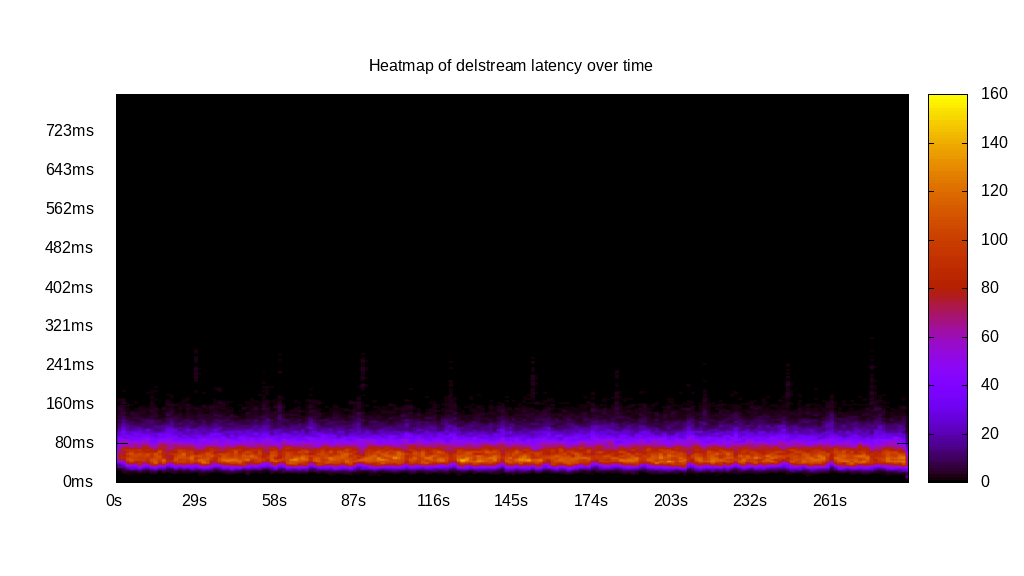 Heatmap of delstream latency over time
723ms
643ms
562ms
482ms
402ms
321ms
241ms
160ms
80ms
0ms
0s 29s 58s 87s 116s 145s 174s 203s 232s 261s
160
140
120
100
80
60
40
20
0